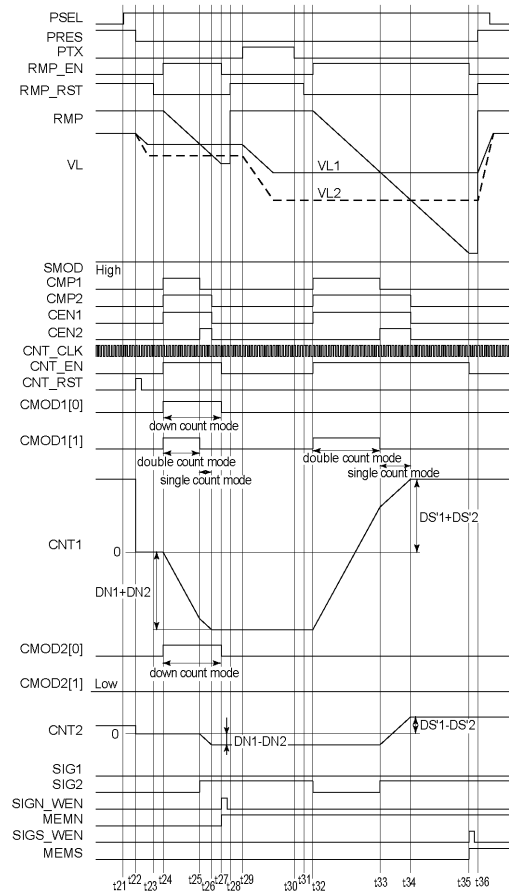 PSEL
PRES
PTX
RMP_EN
RMP_RST
RMP
VL
VL1
VL2
SMOD High
CMP1
CMP2
CEN1
CEN2
CNT_CLK
CNT_EN
CNT_RST
CMOD1[0]
down count mode
CMOD1[1]
double count mode double count mode
single count mode single count mode
DS'1+DS'2
CNT1 0
DN1+DN2
CMOD2[0]
down count mode
CMOD2[1] Low
DS'1-DS'2
CNT2 0
DN1-DN2
SIG1
SIG2
SIGN_WEN
MEMN
SIGS_WEN
MEMS
t21 t22 t23 t24 t25 t26 t27 t28 t29 t30 t31 t32 t33 t34 t35 t36